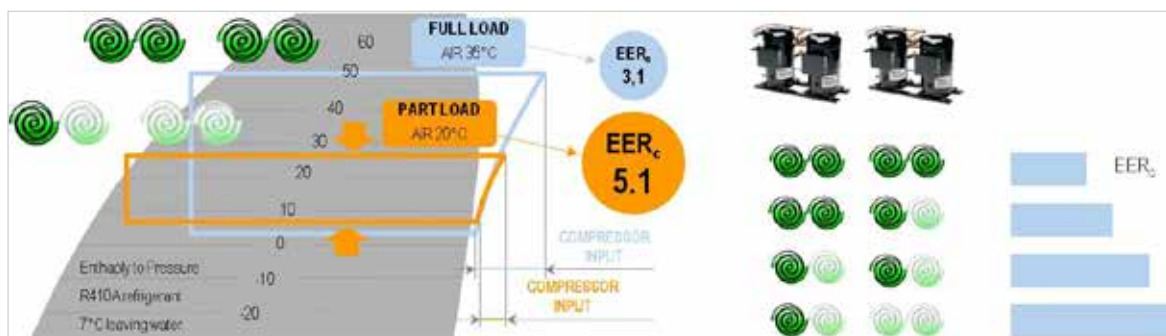 FULL LOAD
AIR 35°C
EERc
3,1
60
50
40
PART LOAD
AIR 20°C
30
EERc
5.1
20
10
0
-10
-20
COMPRESSOR
INPUT
COMPRESSOR
INPUT
Enthaply to Pressure
R410A refrigerant
7°C leaving water
EERc